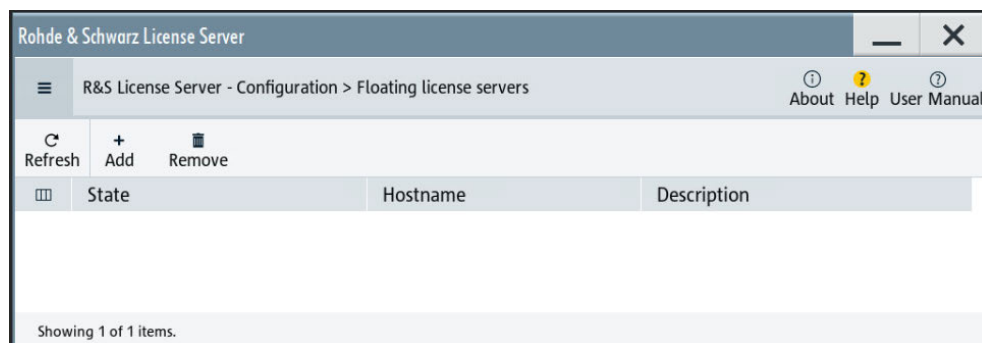 Rohde & Schwarz License Server
R&S License Server - Configuration > Floating license servers
About Help User Manual
Refresh Add Remove
State Hostname Description
Showing 1 of 1 items.